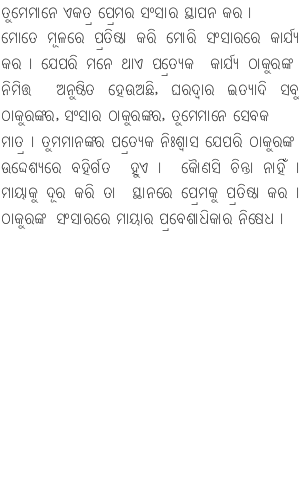 ତୁମେମାନେ ଏକତ୍ର ପ୍ରେମର ସଂସାର ସ୍ଥାପନ କର ।
ମୋତେ ମୂଳରେ ପ୍ରତିଷ୍ଠା କରି ମୋରି ସଂସାରରେ କାର୍ଯ୍ୟ
କର । ଯେପରି ମନେ ଥାଏ ପ୍ରତ୍ୟେକ କାର୍ଯ୍ୟ ଠାକୁରଙ୍କ
ନିମିତ୍ତ ଅନୁଷ୍ଠିତ ହେଉଅଛି, ଘରଦ୍ୱାର ଇତ୍ୟାଦି ସବୁ
ଠାକୁରଙ୍କର, ସଂସାର ଠାକୁରଙ୍କର, ତୁମେମାନେ ସେବକ
ମାତ୍ର । ତୁମମାନଙ୍କର ପ୍ରତ୍ୟେକ ନିଃଶ୍ୱାସ ଯେପରି ଠାକୁରଙ୍କ
ଉଦ୍ଦେଶ୍ୟରେ ବହିର୍ଗତ ହୁଏ । କୌଣସି ଚିନ୍ତା ନାହିଁ ।
ମାୟାକୁ ଦୂର କରି ତା ସ୍ଥାନରେ ପ୍ରେମକୁ ପ୍ରତିଷ୍ଠା କର ।
ଠାକୁରଙ୍କ ସଂସାରରେ ମାୟାର ପ୍ରବେଶାଧିକାର ନିଷେଧ ।